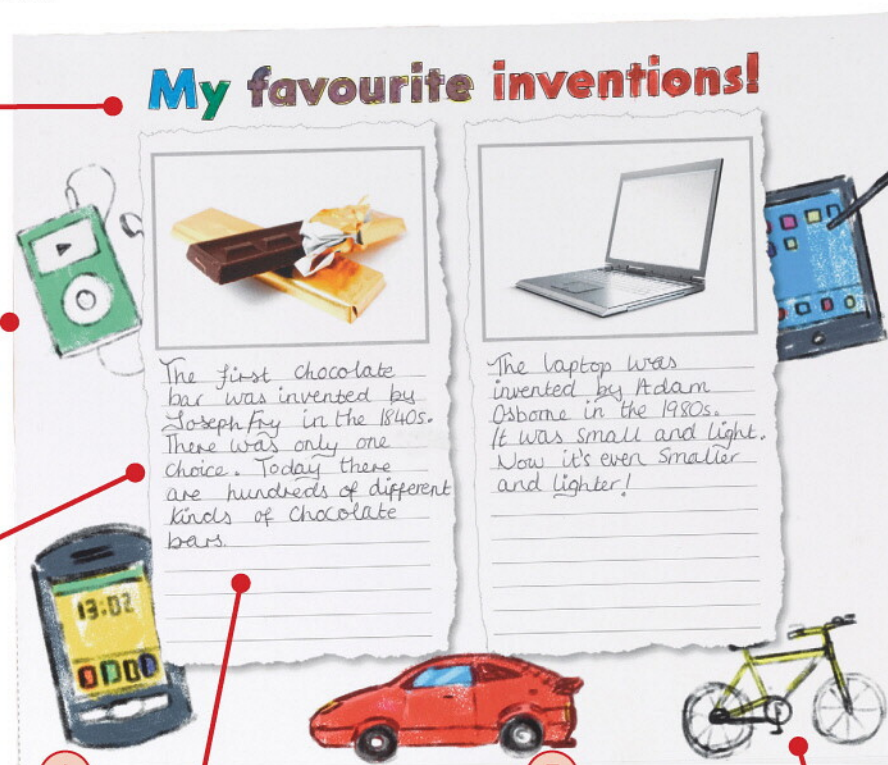 My favourite inventions!
The first chocolate
bar was invented by
Joseph Fry in the 1840s.
There was only one
choice. Today there
are hundreds of different
kinds of chocolate
bars.
The laptop was
invented by Adam
Osborne in the 1980s.
It was small and light.
Now it's even smaller
and lighter!
13:02